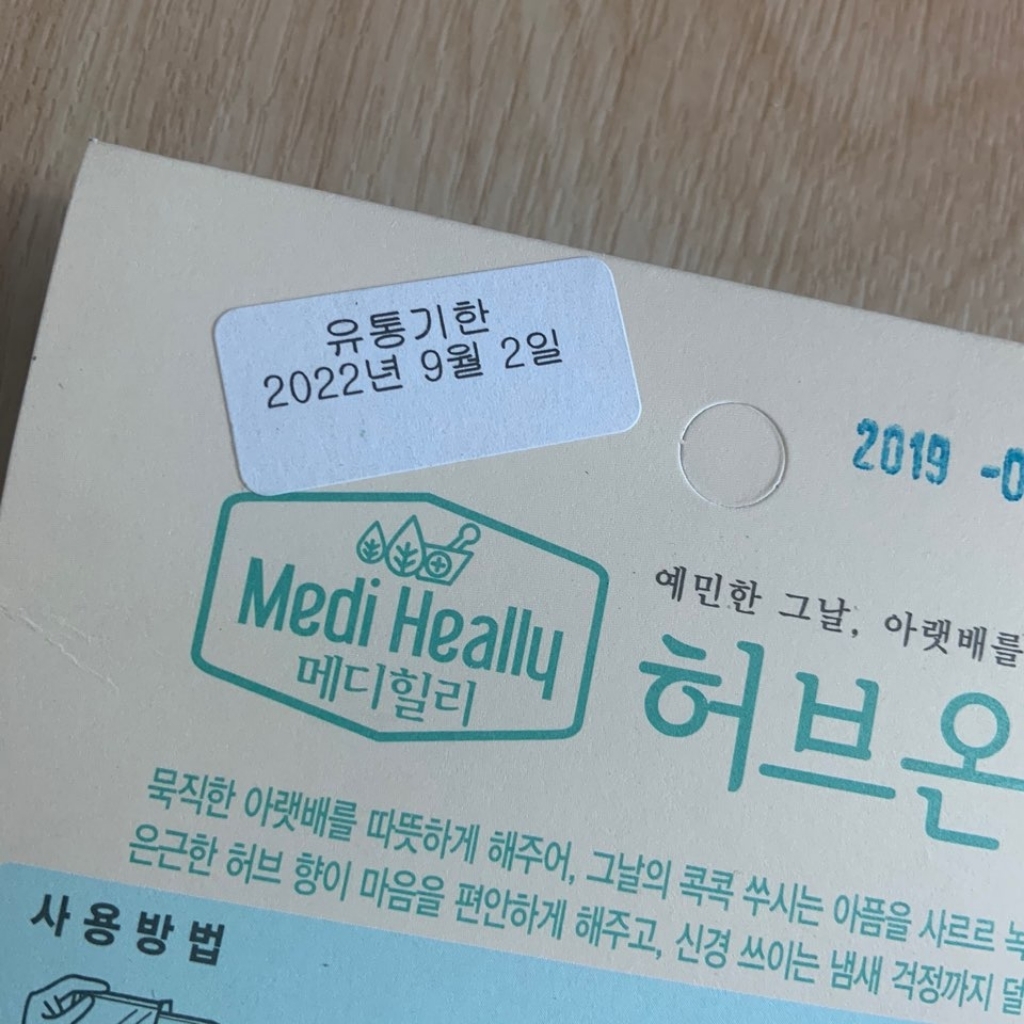 유통기한
2022년 9월 2일
2019 -0
Medi Heally
메디힐리
예민한 그날, 아랫배를
허브온
묵직한 아랫배를 따뜻하게 해주어, 그날의 콕콕 쑤시는 아픔을 사르르 녹
은근한 허브 향이 마음을 편안하게 해주고, 신경 쓰이는 냄새 걱정까지 덜
사용방법